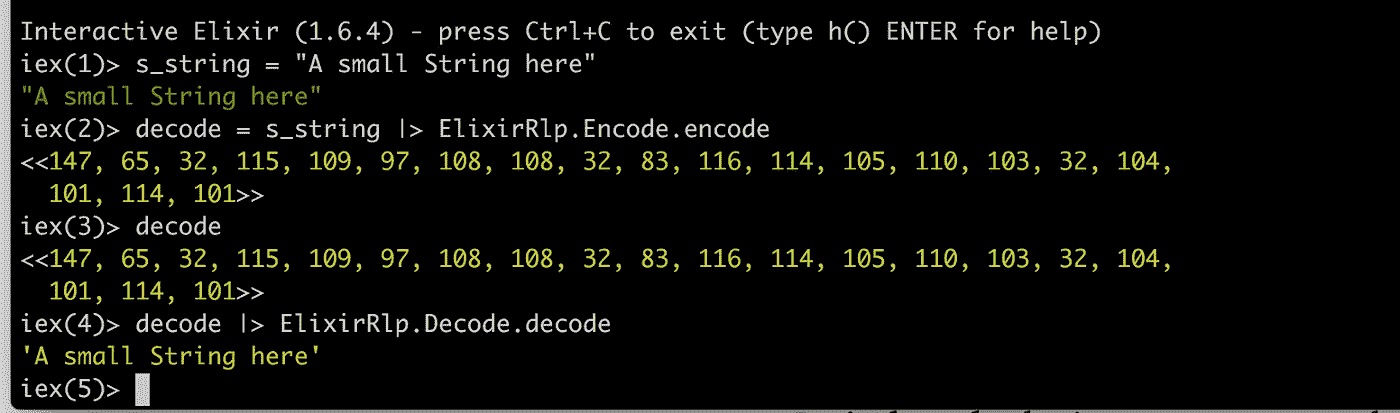 Interactive Elixir (1.6.4) - press Ctrl+C to exit (type h() ENTER for help)
iex(1)> s_string = "A small String here"
"A small String here"
iex(2)> decode = s_string |> ElixirRlp.Encode.encode
<<147, 65, 32, 115, 109, 97, 108, 108, 32, 83, 116, 114, 105, 110, 103, 32, 104,
  101, 114, 101>>
iex(3)> decode
<<147, 65, 32, 115, 109, 97, 108, 108, 32, 83, 116, 114, 105, 110, 103, 32, 104,
  101, 114, 101>>
iex(4)> decode |> ElixirRlp.Decode.decode
'A small String here'
iex(5)>